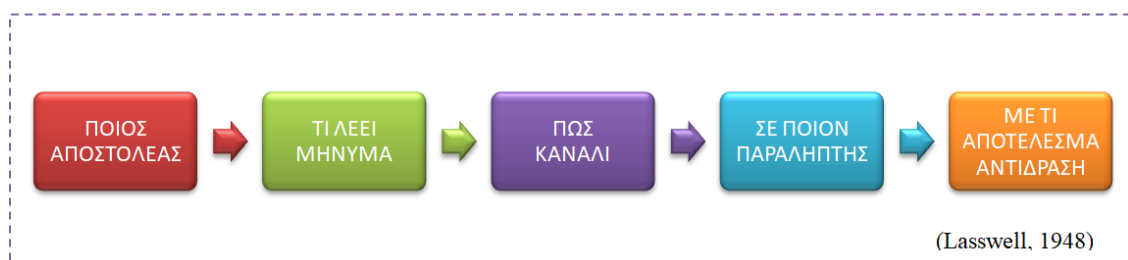 ΠΟΙΟΣ
ΑΠΟΣΤΟΛΕΑΣ
ΤΙ ΛΕΕΙ
ΜΗΝΥΜΑ
ΠΩΣ
ΚΑΝΑΛΙ
ΣΕ ΠΟΙΟΝ
ΠΑΡΑΛΗΠΤΗΣ
ΜΕ ΤΙ
ΑΠΟΤΕΛΕΣΜΑ
ΑΝΤΙΔΡΑΣΗ
(Lasswell, 1948)